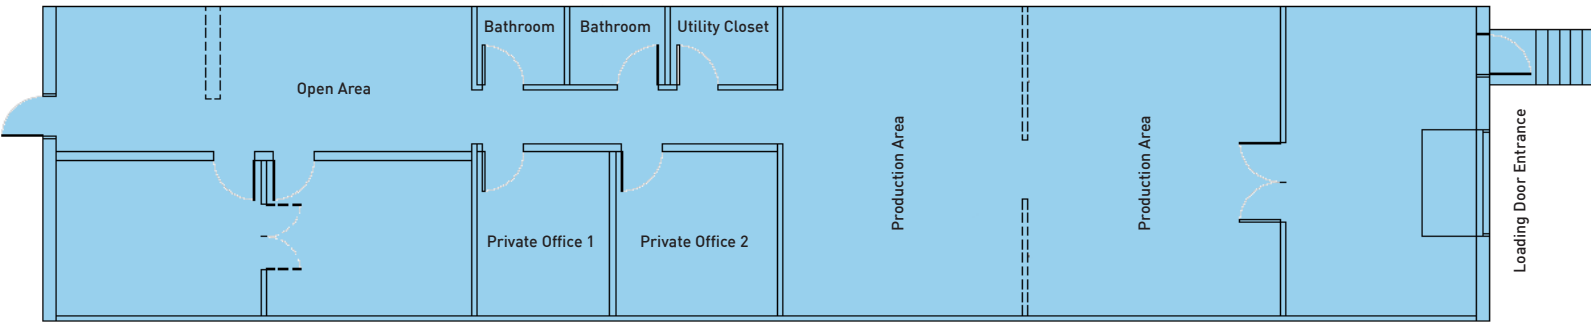 Bathroom
Bathroom
Utility Closet
Open Area
Production Area
Production Area
Loading Door Entrance
Private Office 1
Private Office 2